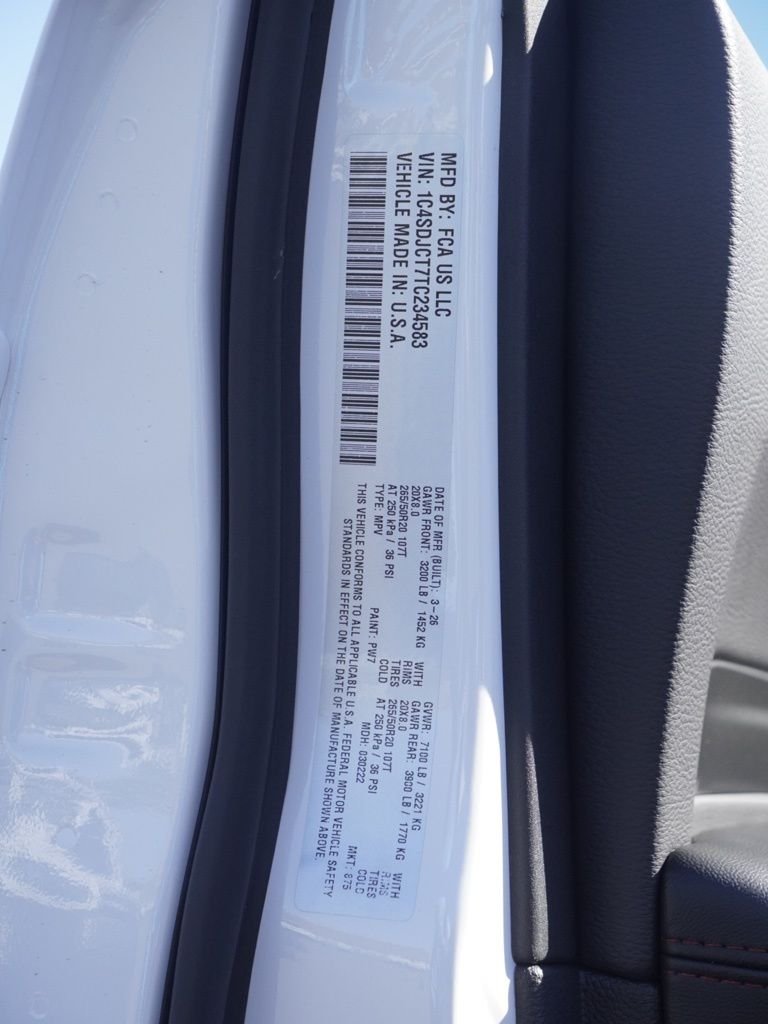 MFD BY: FCA US LLC
VIN: 1C4SDJCT7TC234583
VEHICLE MADE IN: U.S.A.
DATE OF MFR (BUILT): 3-26 GVWR: 7100 LB / 3221 KG
GAWR FRONT: 3200 LB / 1452 KG WITH GAWR REAR: 3900 LB / 1770 KG WITH
20X8.0 RIMS 20X8.0 RIMS
265/50R20 107T TIRES 265/50R20 107T TIRES
AT 250 kPa / 36 PSI COLD AT 250 kPa / 36 PSI COLD
TYPE: MPV PAINT: PW7 MDH: 030222 MKT: 875
THIS VEHICLE CONFORMS TO ALL APPLICABLE U.S.A. FEDERAL MOTOR VEHICLE SAFETY
STANDARDS IN EFFECT ON THE DATE OF MANUFACTURE SHOWN ABOVE.